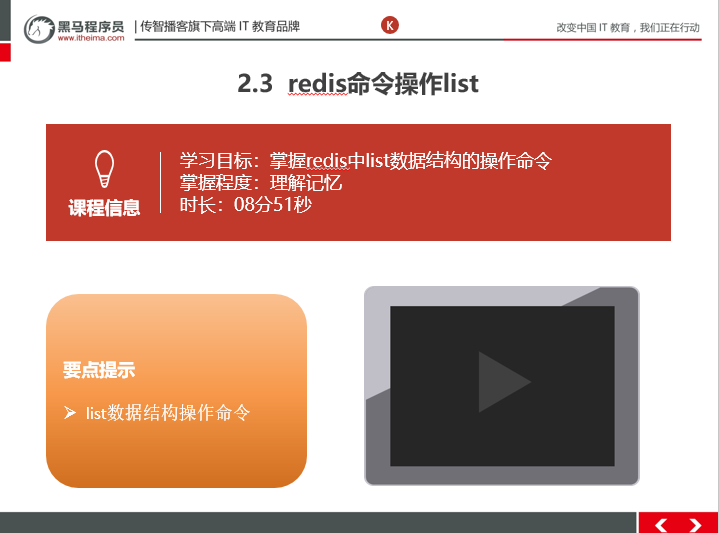 黑马程序员
www.itheima.com
传智播客旗下高端 IT 教育品牌
K
改变中国 IT 教育，我们正在行动
2.3 redis命令操作list
课程信息
学习目标：掌握redis中list数据结构的操作命令
掌握程度：理解记忆
时长：08分51秒
要点提示
list数据结构操作命令